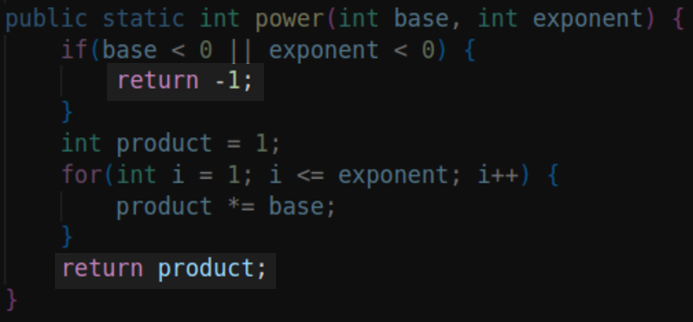 public static int power(int base, int exponent) {
if(base < 0 || exponent < 0) {
return -1;
}
int product = 1;
for(int i = 1; i <= exponent; i++) {
product *= base;
}
return product;
}